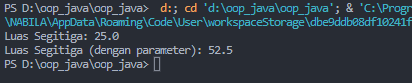 PS D:\oop_java\oop_java>  d:; cd 'd:\oop_java\oop_java'; & 'C:\Progr
\NABILA\AppData\Roaming\Code\User\workspaceStorage\dbe9ddb08df10241f
Luas Segitiga: 25.0
Luas Segitiga (dengan parameter): 52.5
PS D:\oop_java\oop_java>